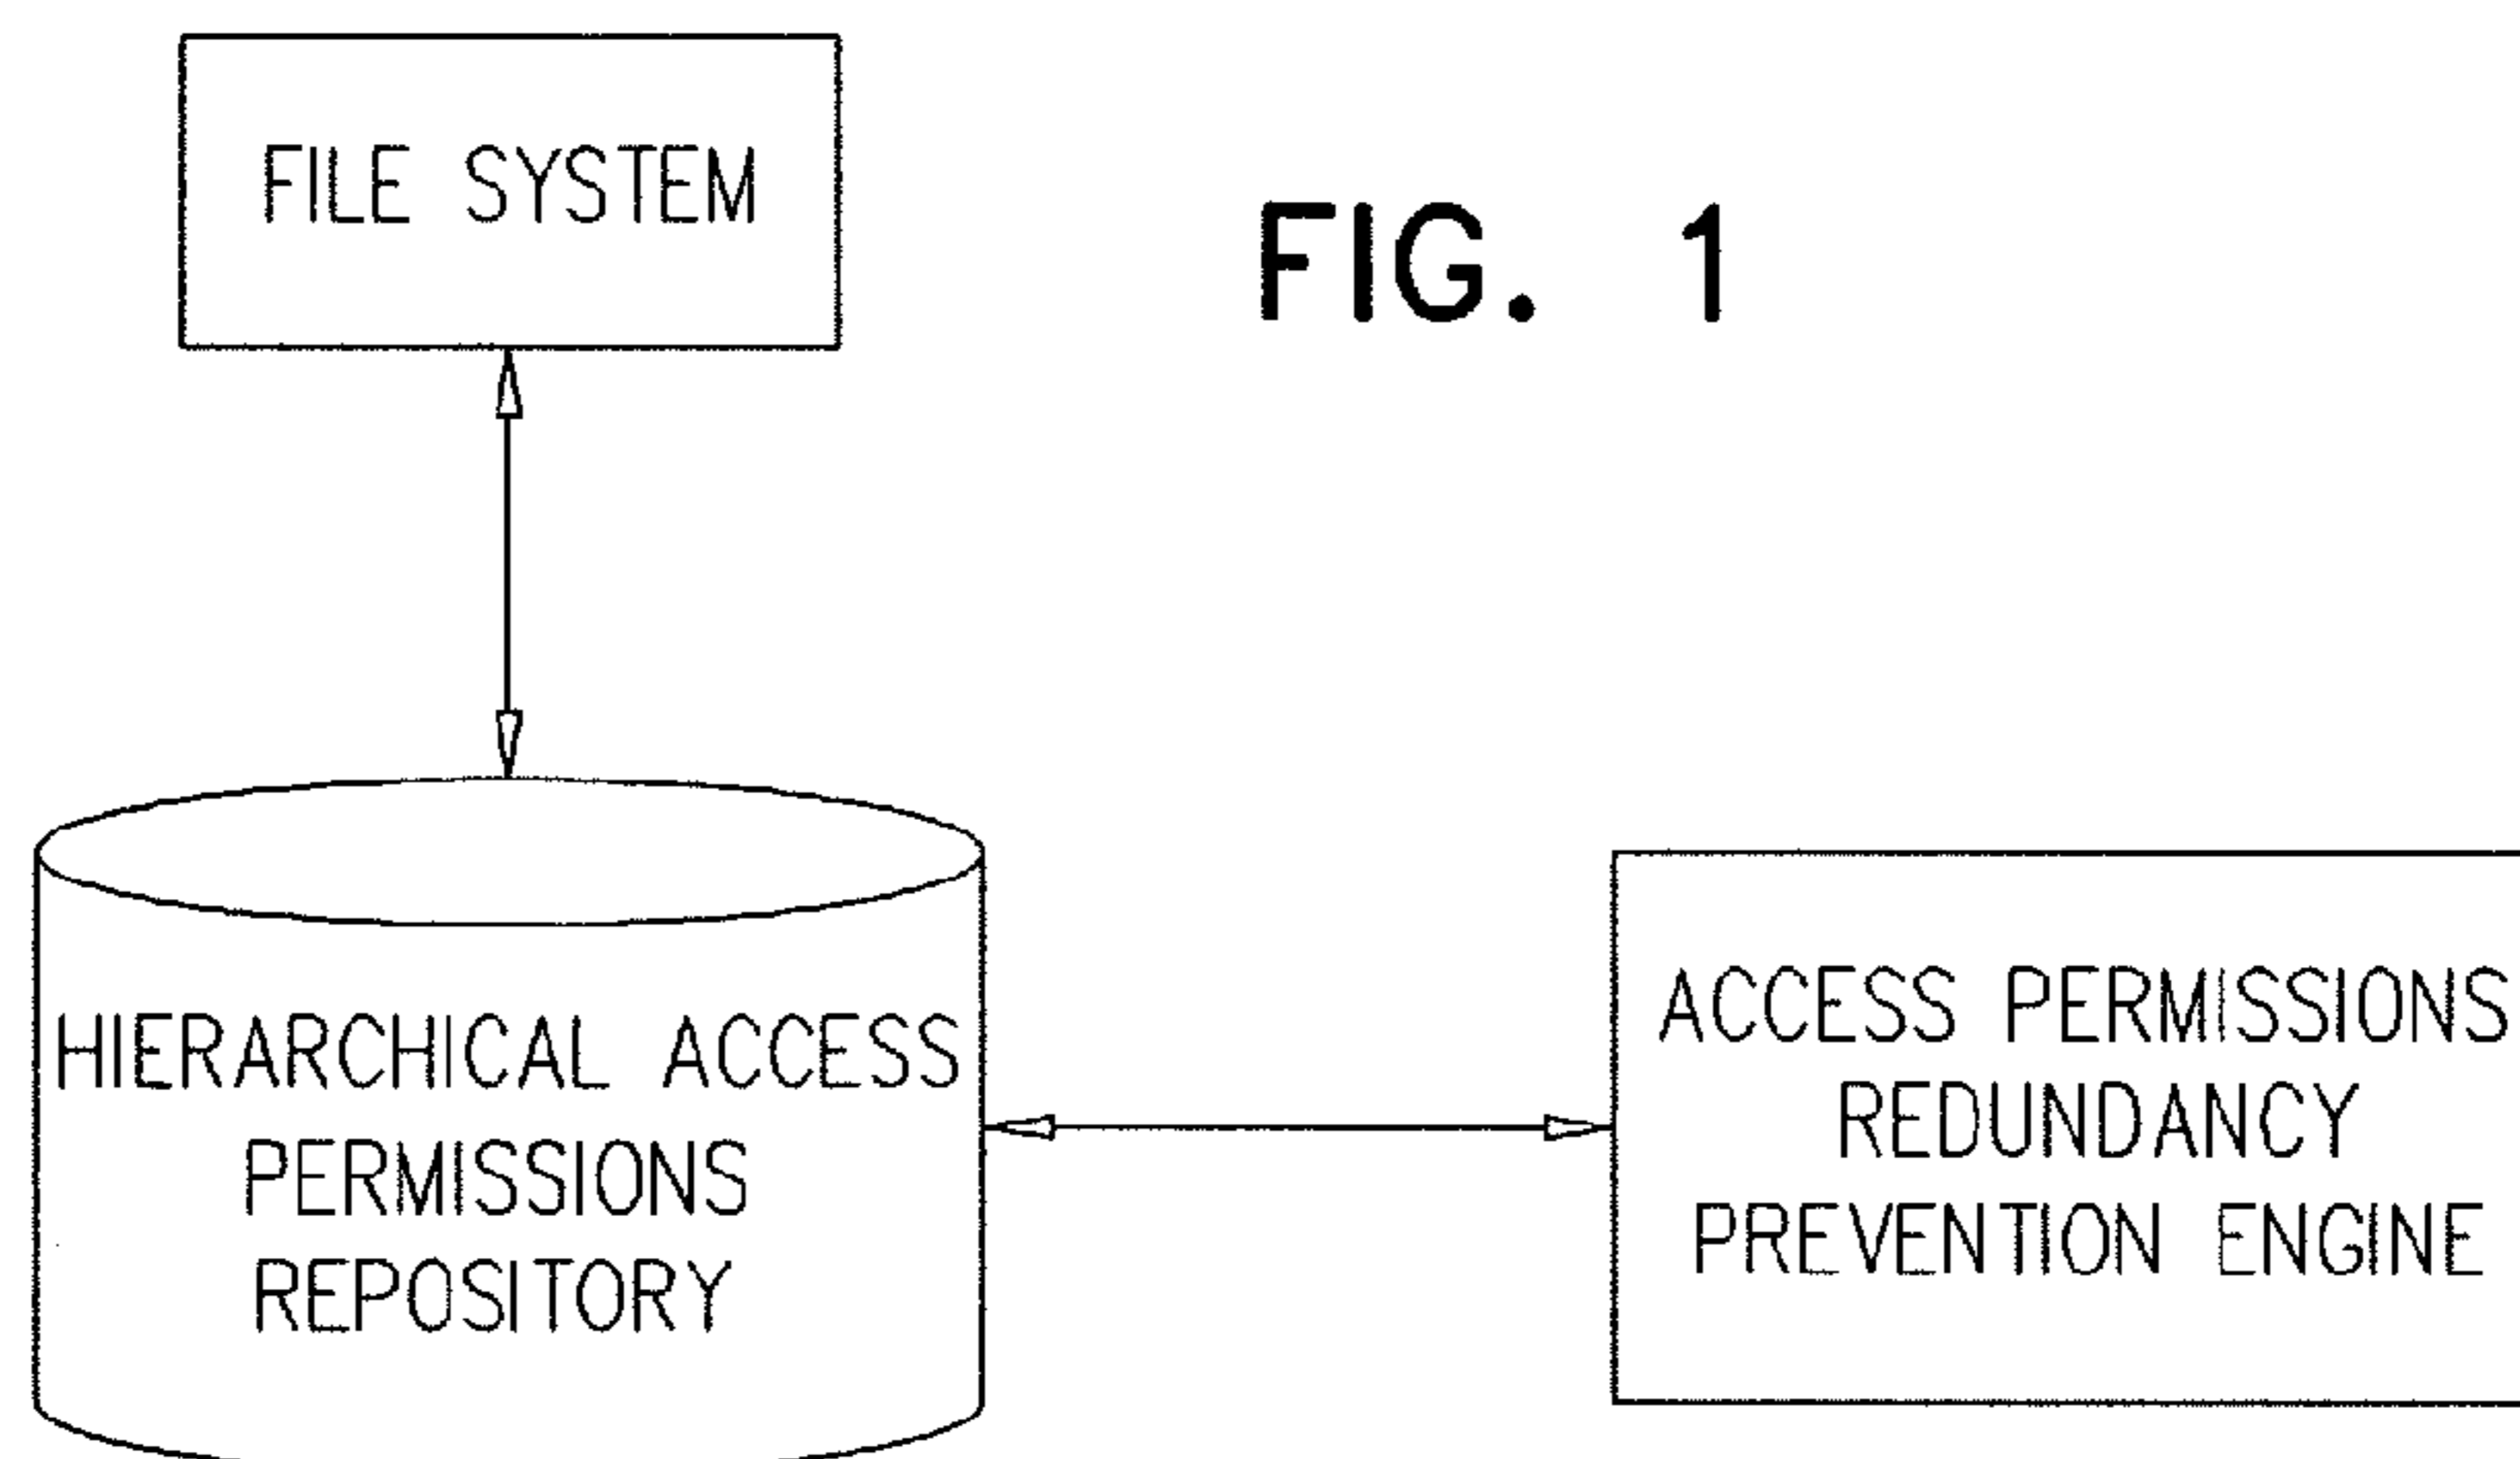 FILE SYSTEM
FIG. 1
HIERARCHICAL ACCESS
PERMISSIONS
REPOSITORY
ACCESS PERMISSIONS
REDUNDANCY
PREVENTION ENGINE